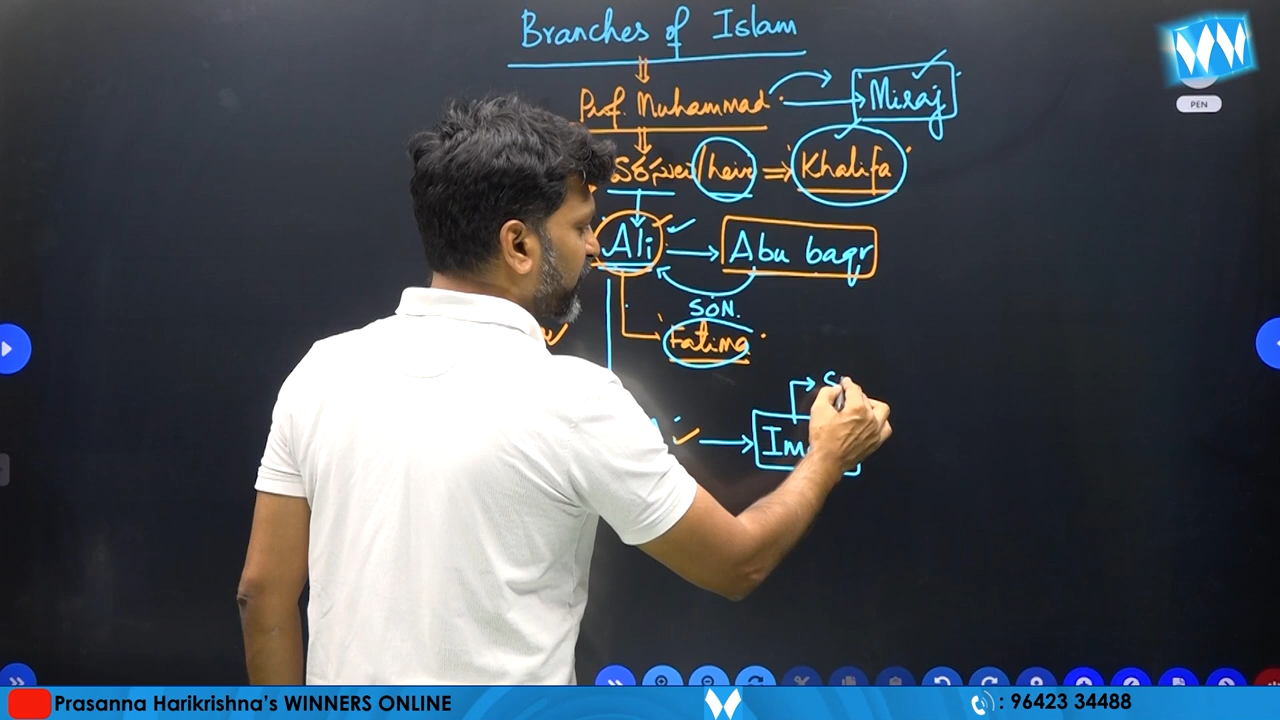 Branches of Islam
Prof. Muhammad → Miraj
/heir ⇒ Khalifa
Ali → Abu baqr
SON.
Fatima
S
Im
PEN
Prasanna Harikrishna's WINNERS ONLINE
: 96423 34488